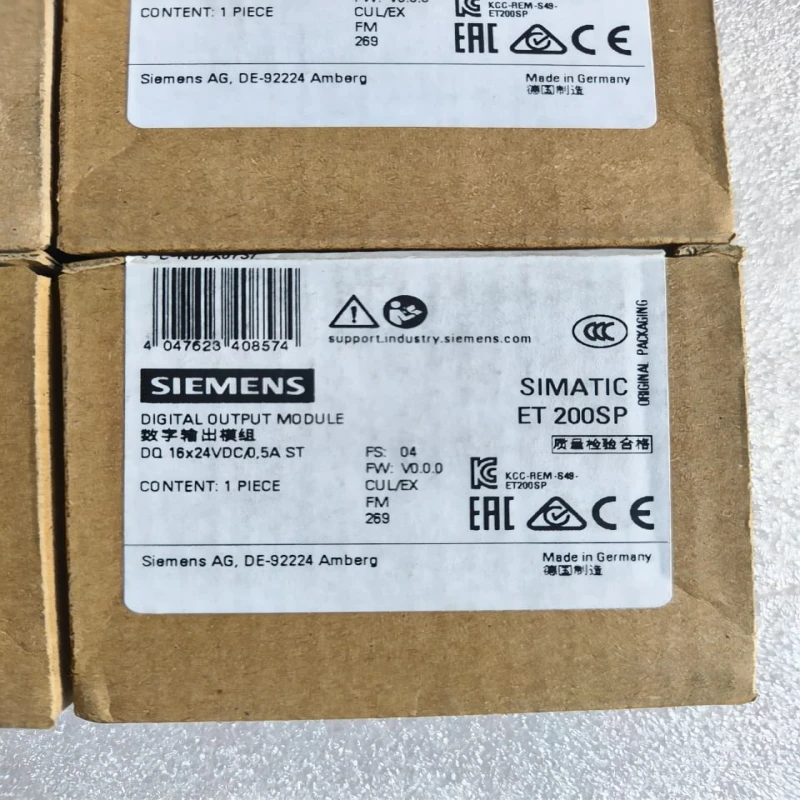 CONTENT: 1 PIECE
CUL/EX
FM
269
KCC-REM-S49-
ET200SP
EAC
CE
Siemens AG, DE-92224 Amberg
Made in Germany
德国制造
4 047623 408574
support.industry.siemens.com
CCC
ORIGINAL PACKAGING
SIEMENS
SIMATIC
ET 200SP
DIGITAL OUTPUT MODULE
数字输出模组
质量检验合格
DQ 16x24VDC/0,5A ST
FS: 04
FW: V0.0.0
CONTENT: 1 PIECE
CUL/EX
FM
269
KCC-REM-S49-
ET200SP
EAC
CE
Siemens AG, DE-92224 Amberg
Made in Germany
德国制造